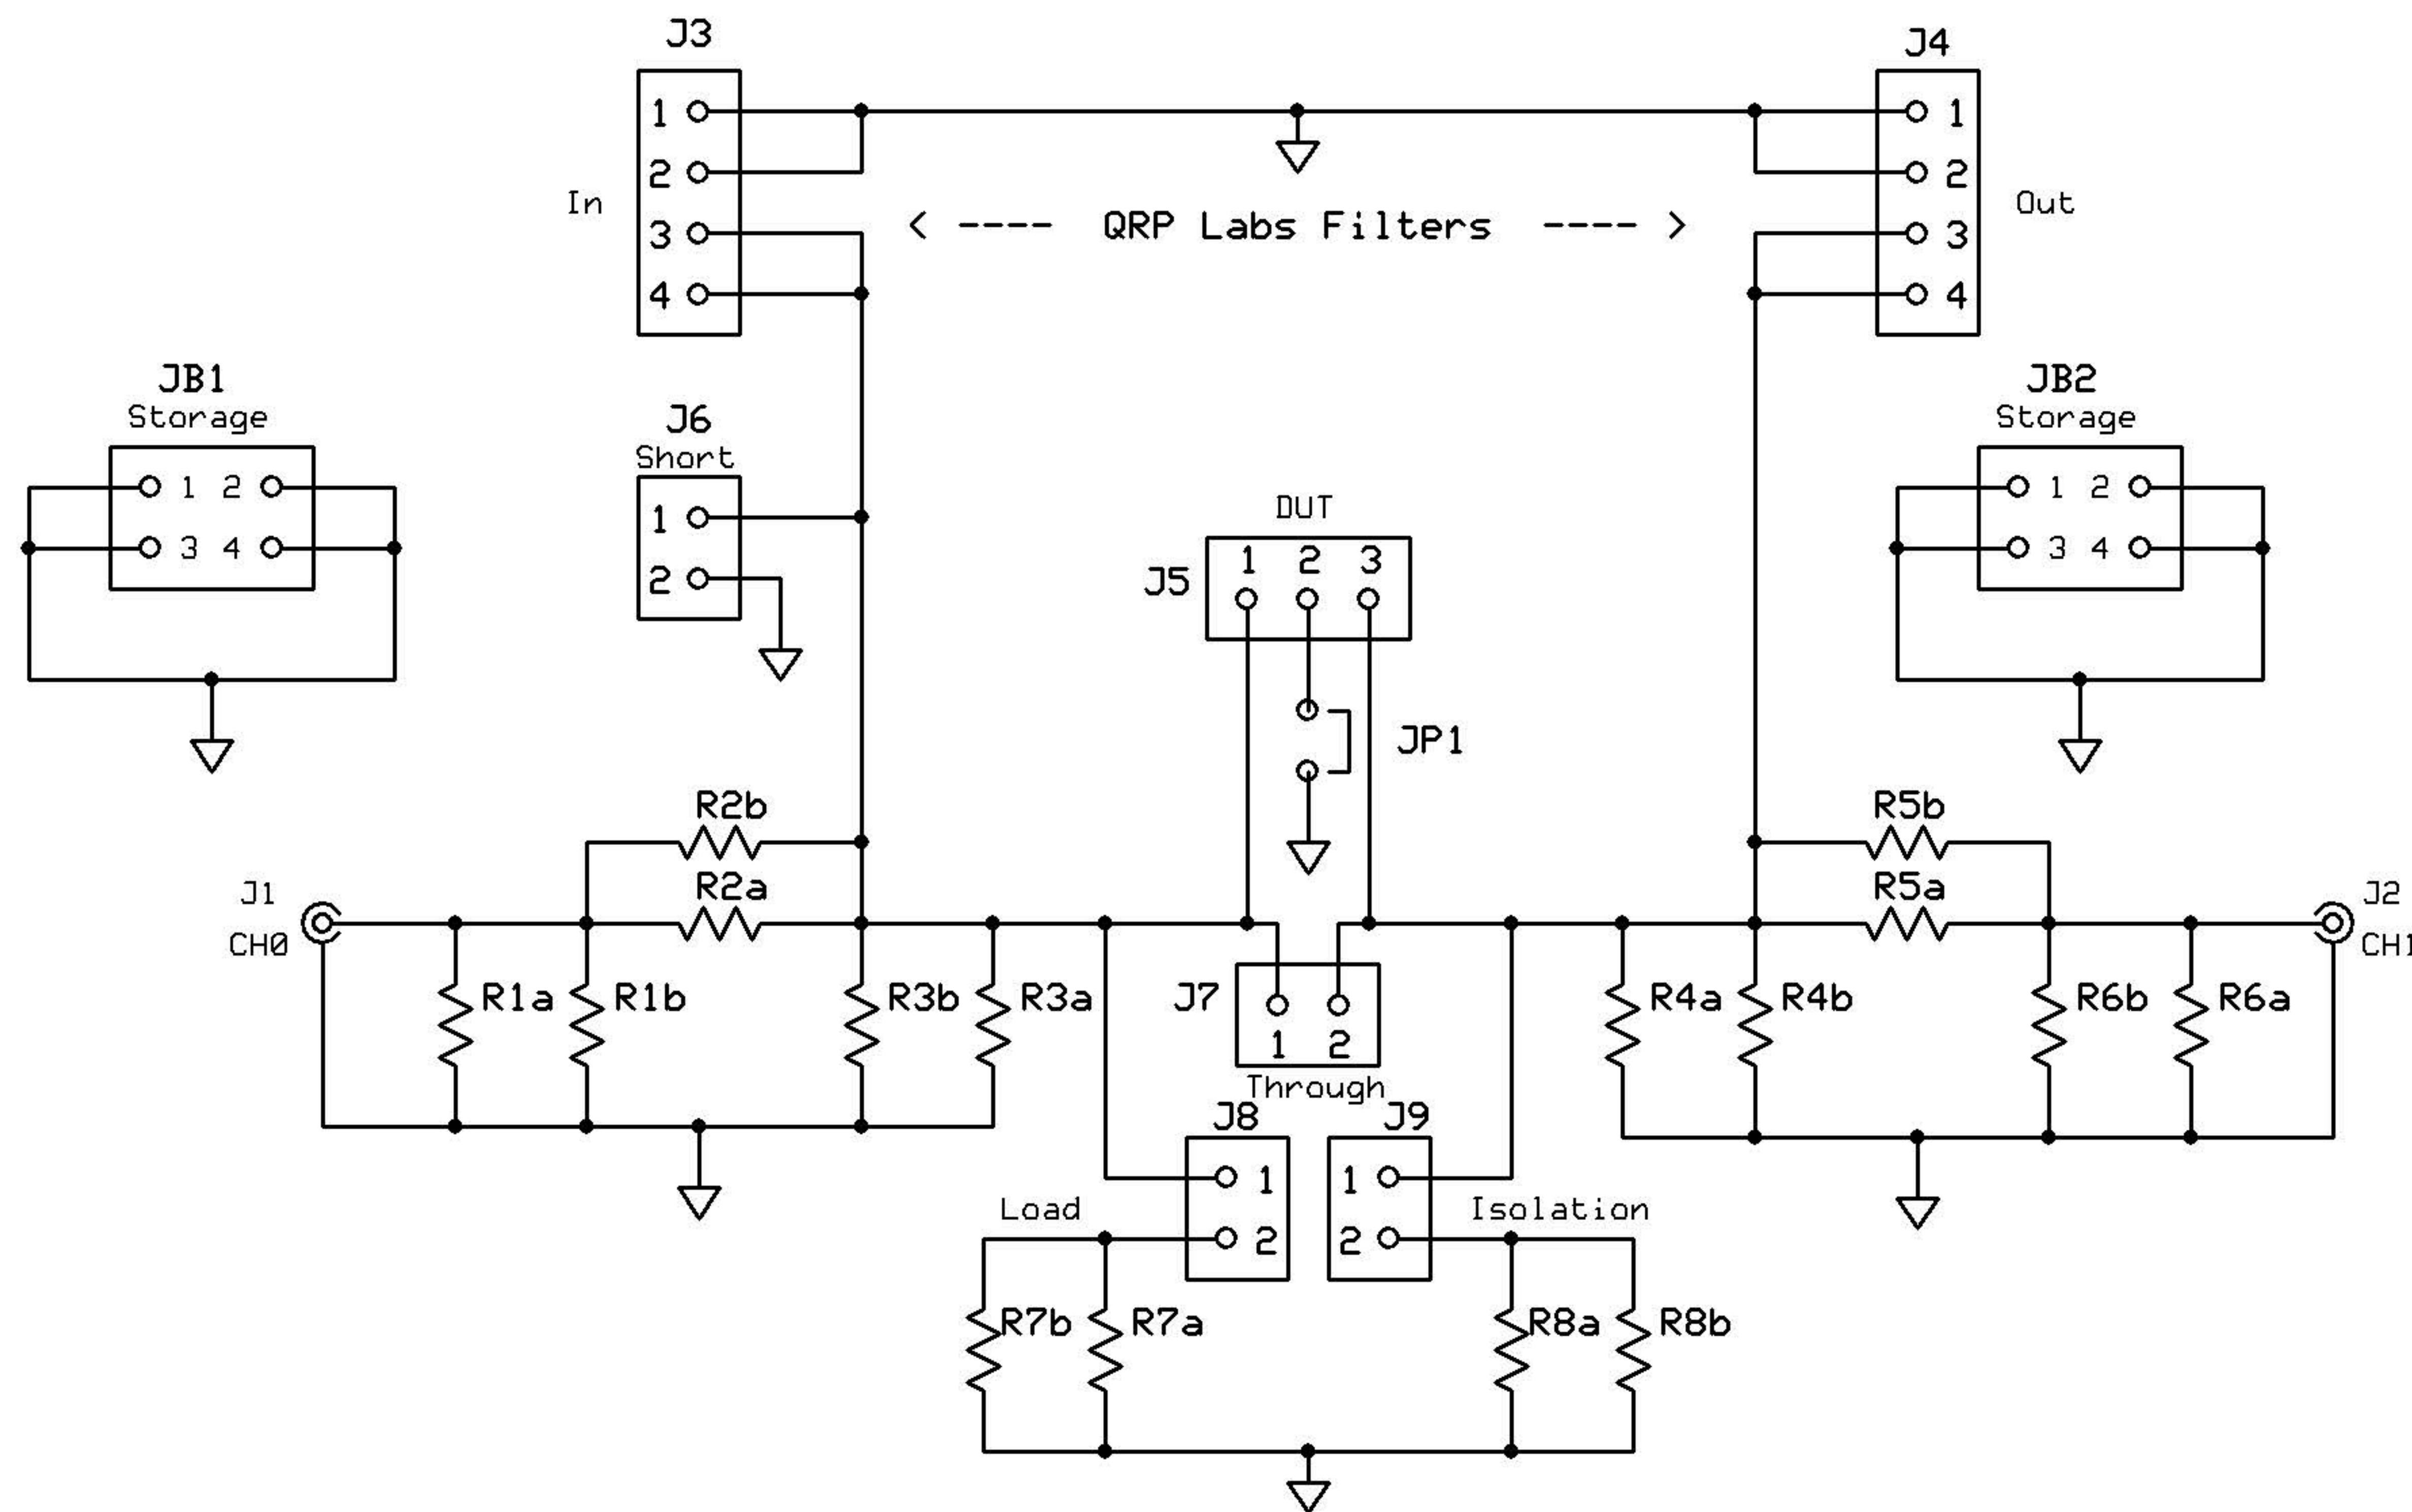 J3
J4
1
1
2
2
In
Out
3
< ---- QRP Labs Filters ---- >
3
4
4
JB1
Storage
JB2
Storage
J6
Short
1 2
3 4
1
2
DUT
J5
1 2 3
1 2
3 4
JP1
R2b
R5b
R2a
R5a
J1
CH0
J2
CH1
R1a
R1b
R3b
R3a
J7
1 2
Through
R4a
R4b
R6b
R6a
J8
J9
1
1
Load
Isolation
2
2
R7b
R7a
R8a
R8b